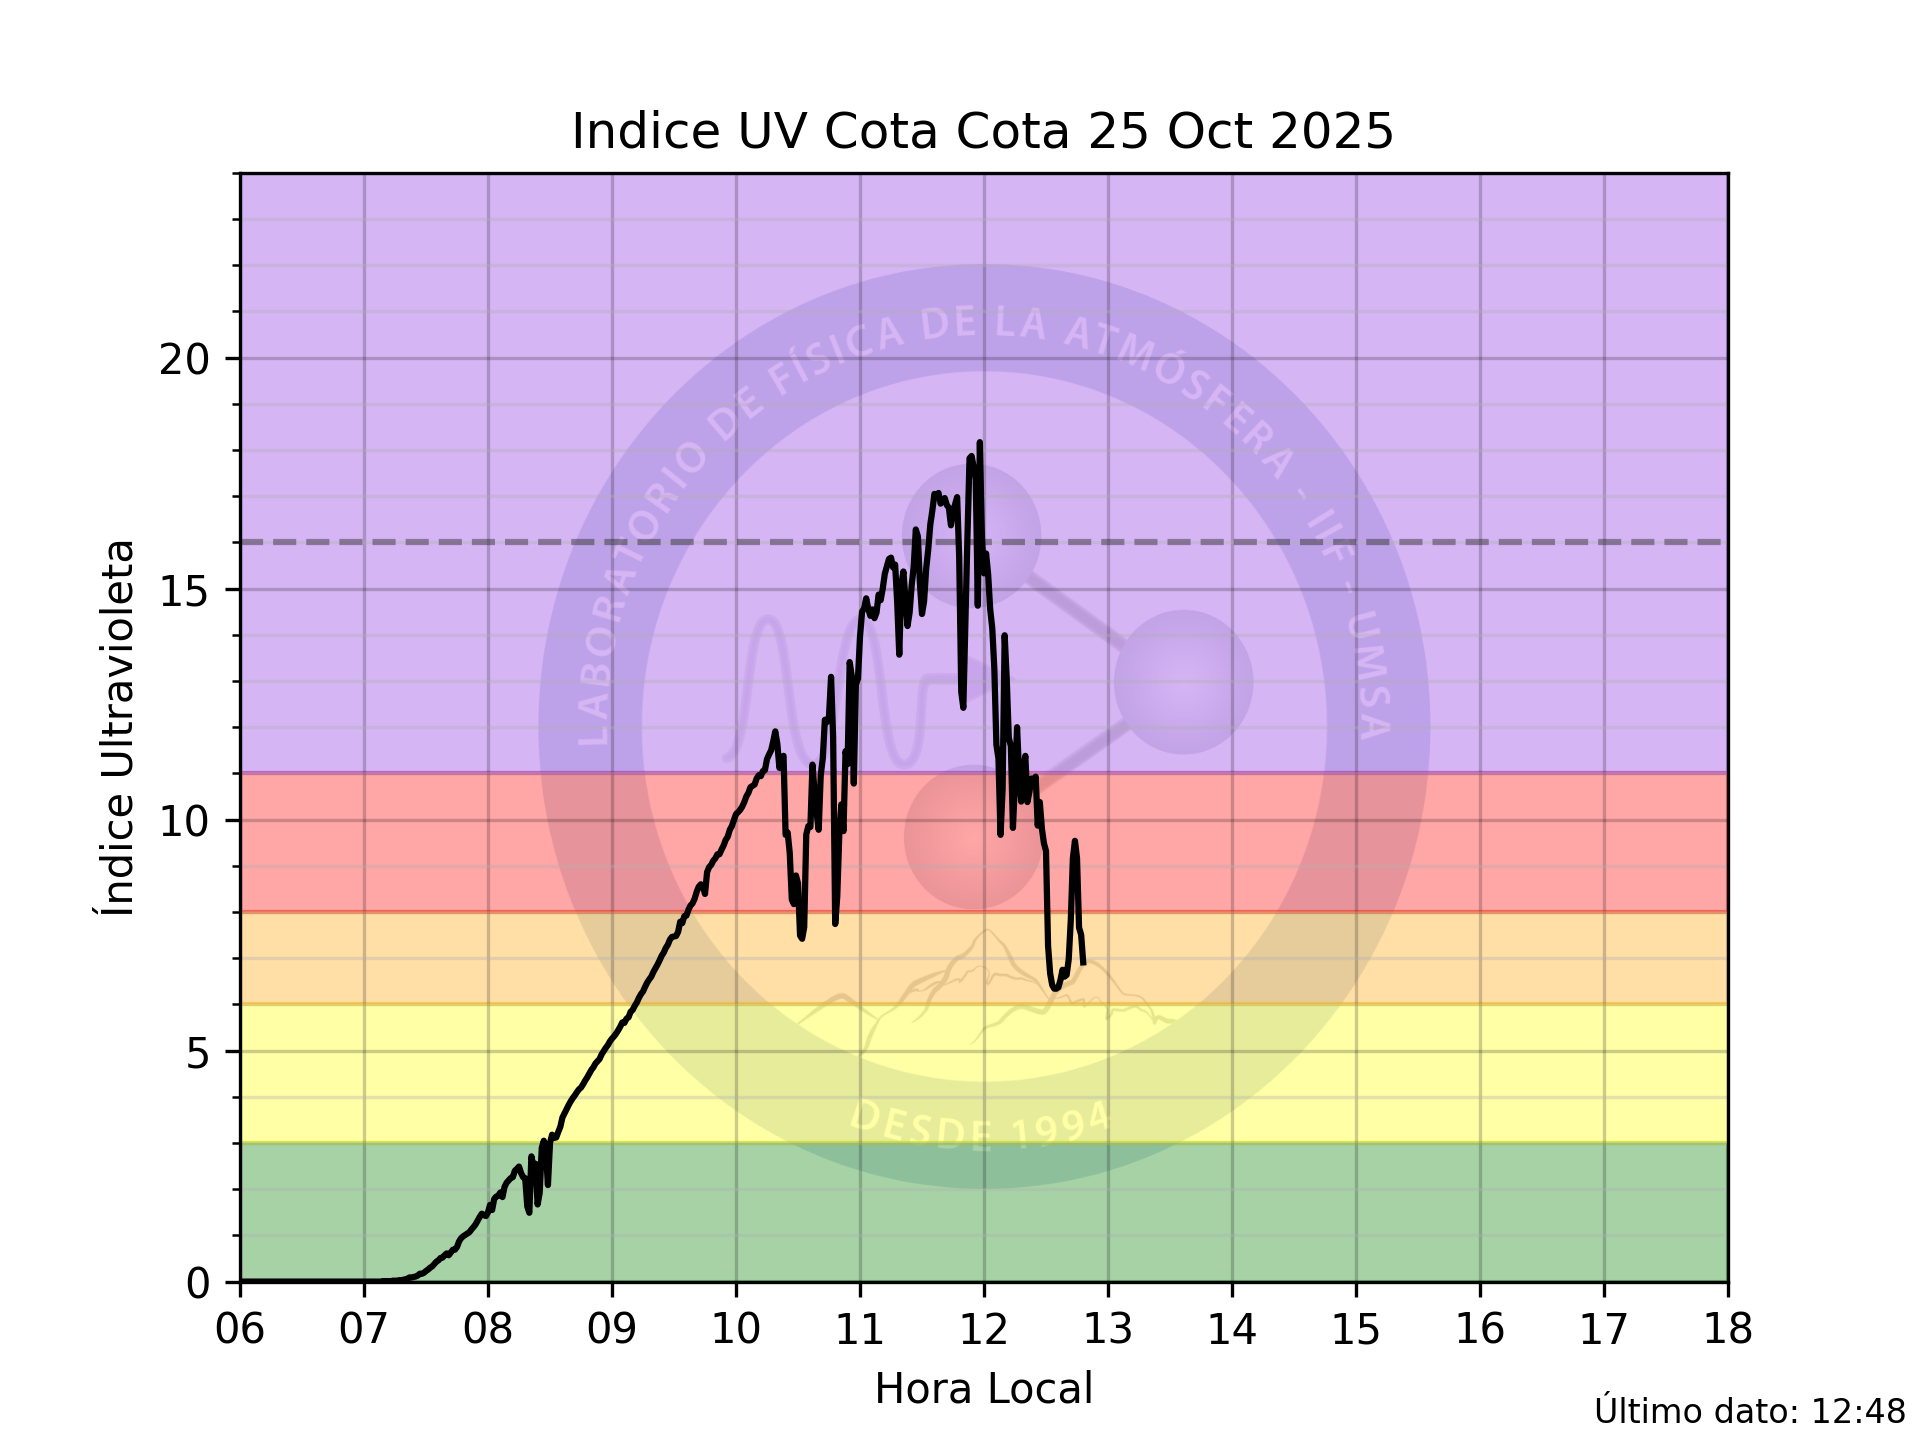 Indice UV Cota Cota 25 Oct 2025
LABORATORIO DE FÍSICA DE LA ATMÓSFERA - IIF - UMSA
DESDE 1994
Índice Ultravioleta
20
15
10
5
0
06 07 08 09 10 11 12 13 14 15 16 17 18
Hora Local
Último dato: 12:48